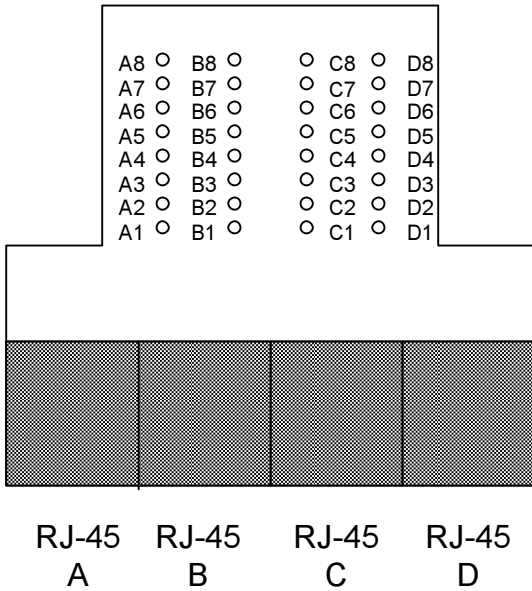 A8 B8 C8 D8
A7 B7 C7 D7
A6 B6 C6 D6
A5 B5 C5 D5
A4 B4 C4 D4
A3 B3 C3 D3
A2 B2 C2 D2
A1 B1 C1 D1
RJ-45 RJ-45 RJ-45 RJ-45
A B C D